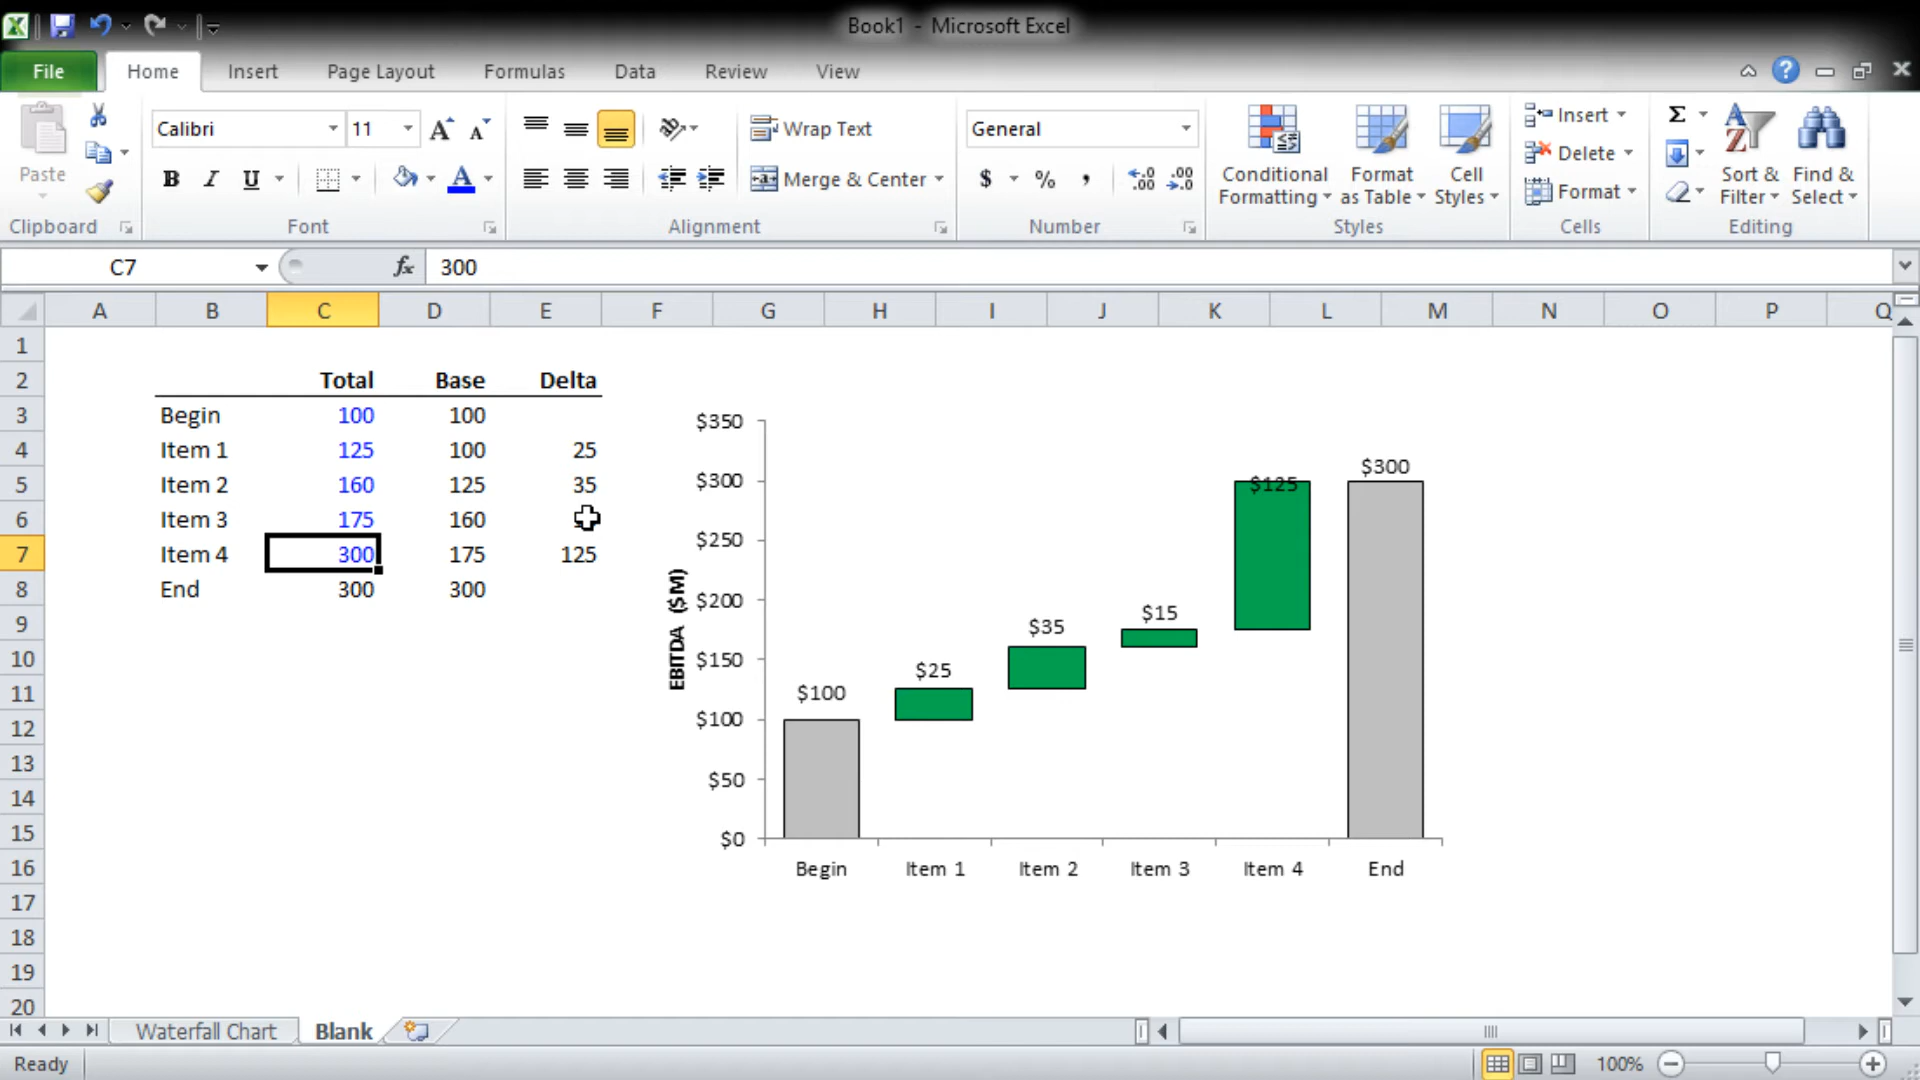 Book1 - Microsoft Excel
File Home Insert Page Layout Formulas Data Review View
Paste
Clipboard
Calibri 11
B I U A
Font
Wrap Text
Merge & Center
Alignment
General
$ % , .00 .00
Number
Conditional Formatting
Format as Table
Cell Styles
Styles
Insert
Delete
Format
Cells
Σ
Sort & Filter
Find & Select
Editing
C7 fx 300
A B C D E F G H I J K L M N O P Q
1
2 Total Base Delta
3 Begin 100 100
4 Item 1 125 100 25
5 Item 2 160 125 35
6 Item 3 175 160
7 Item 4 300 175 125
8 End 300 300
9
10
11
12
13
14
15
16
17
18
19
20
EBITDA ($M)
$350
$300
$250
$200
$150
$100
$50
$0
$100
$25
$35
$15
$125
$300
Begin Item 1 Item 2 Item 3 Item 4 End
Waterfall Chart Blank
Ready 100%